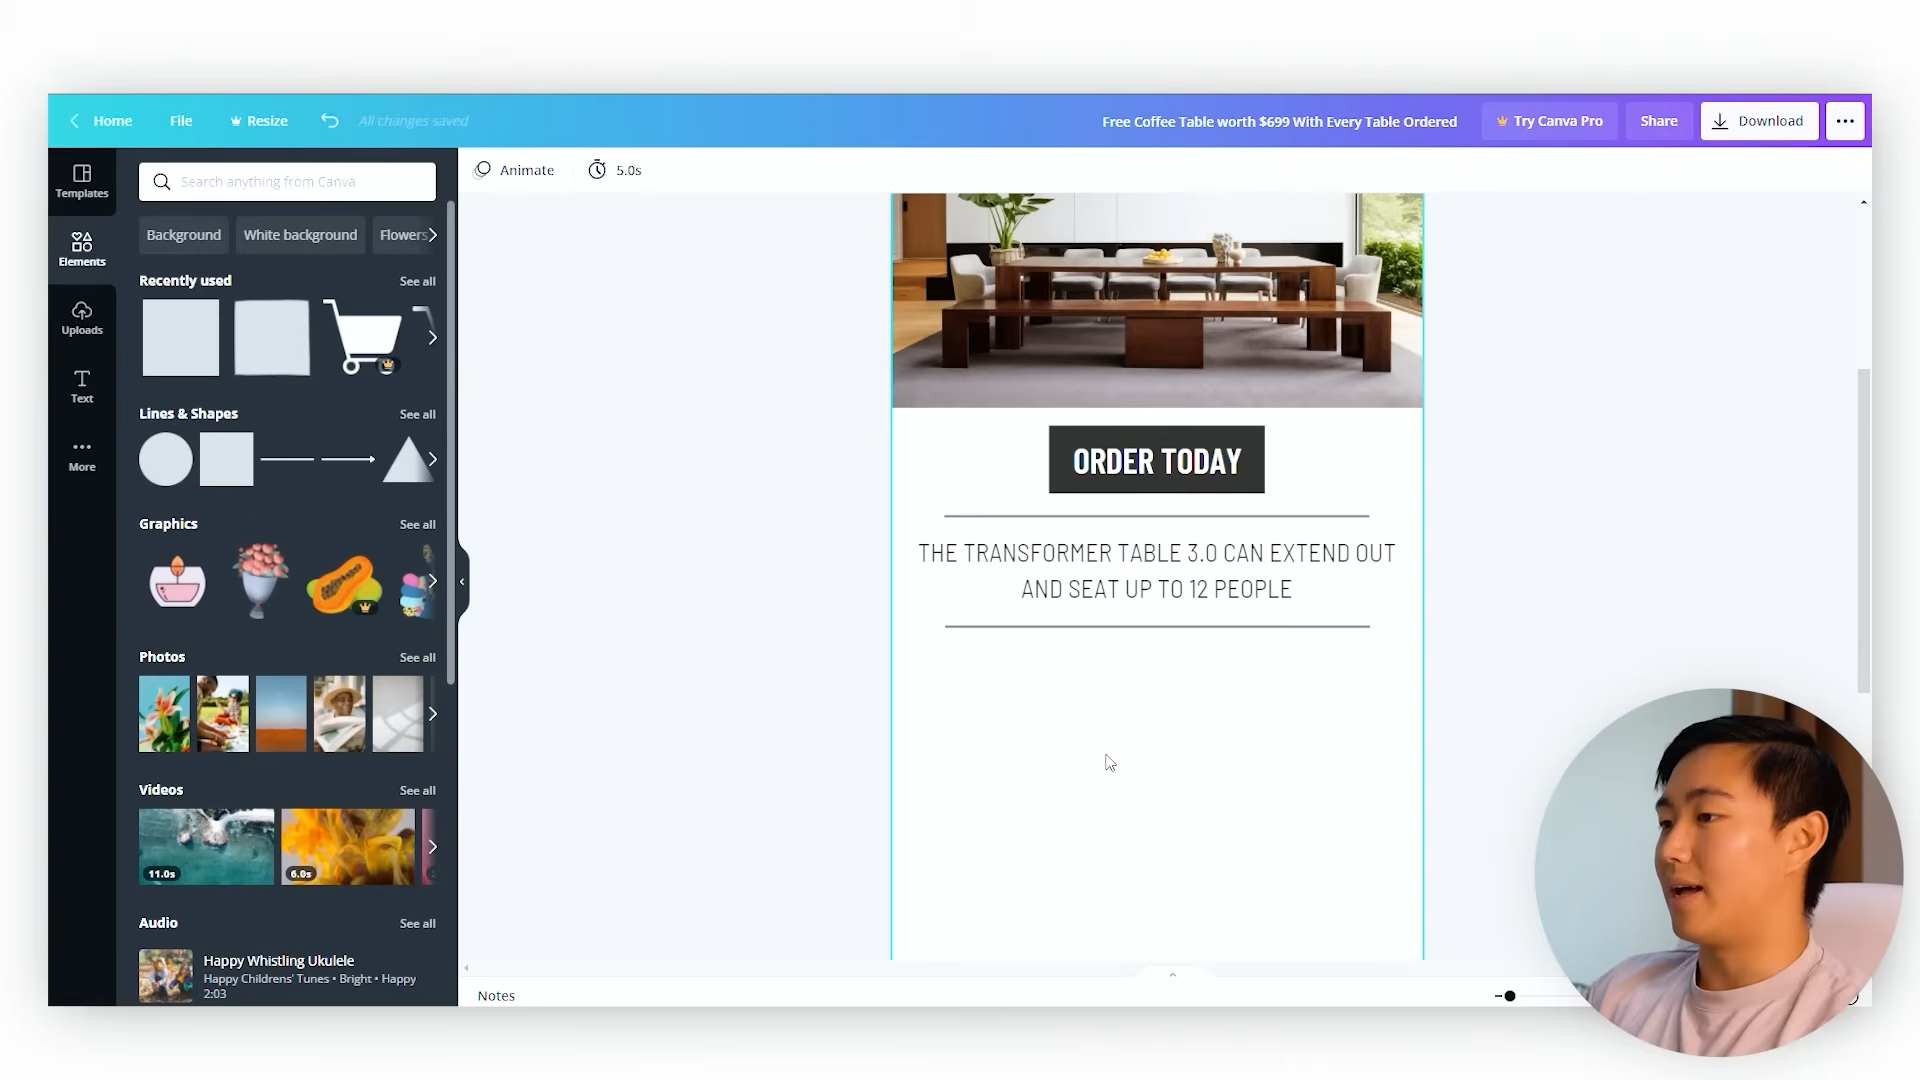 Home
File
Resize
All changes saved
Free Coffee Table worth $699 With Every Table Ordered
Try Canva Pro
Share
Download
Templates
Elements
Uploads
Text
More
Search anything from Canva
Background
White background
Flowers
Recently used
See all
Lines & Shapes
See all
Graphics
See all
Photos
See all
Videos
See all
11.0s
6.0s
Audio
See all
Happy Whistling Ukulele
Happy Childrens' Tunes • Bright • Happy
2:03
Animate
5.0s
ORDER TODAY
THE TRANSFORMER TABLE 3.0 CAN EXTEND OUT
AND SEAT UP TO 12 PEOPLE
Notes